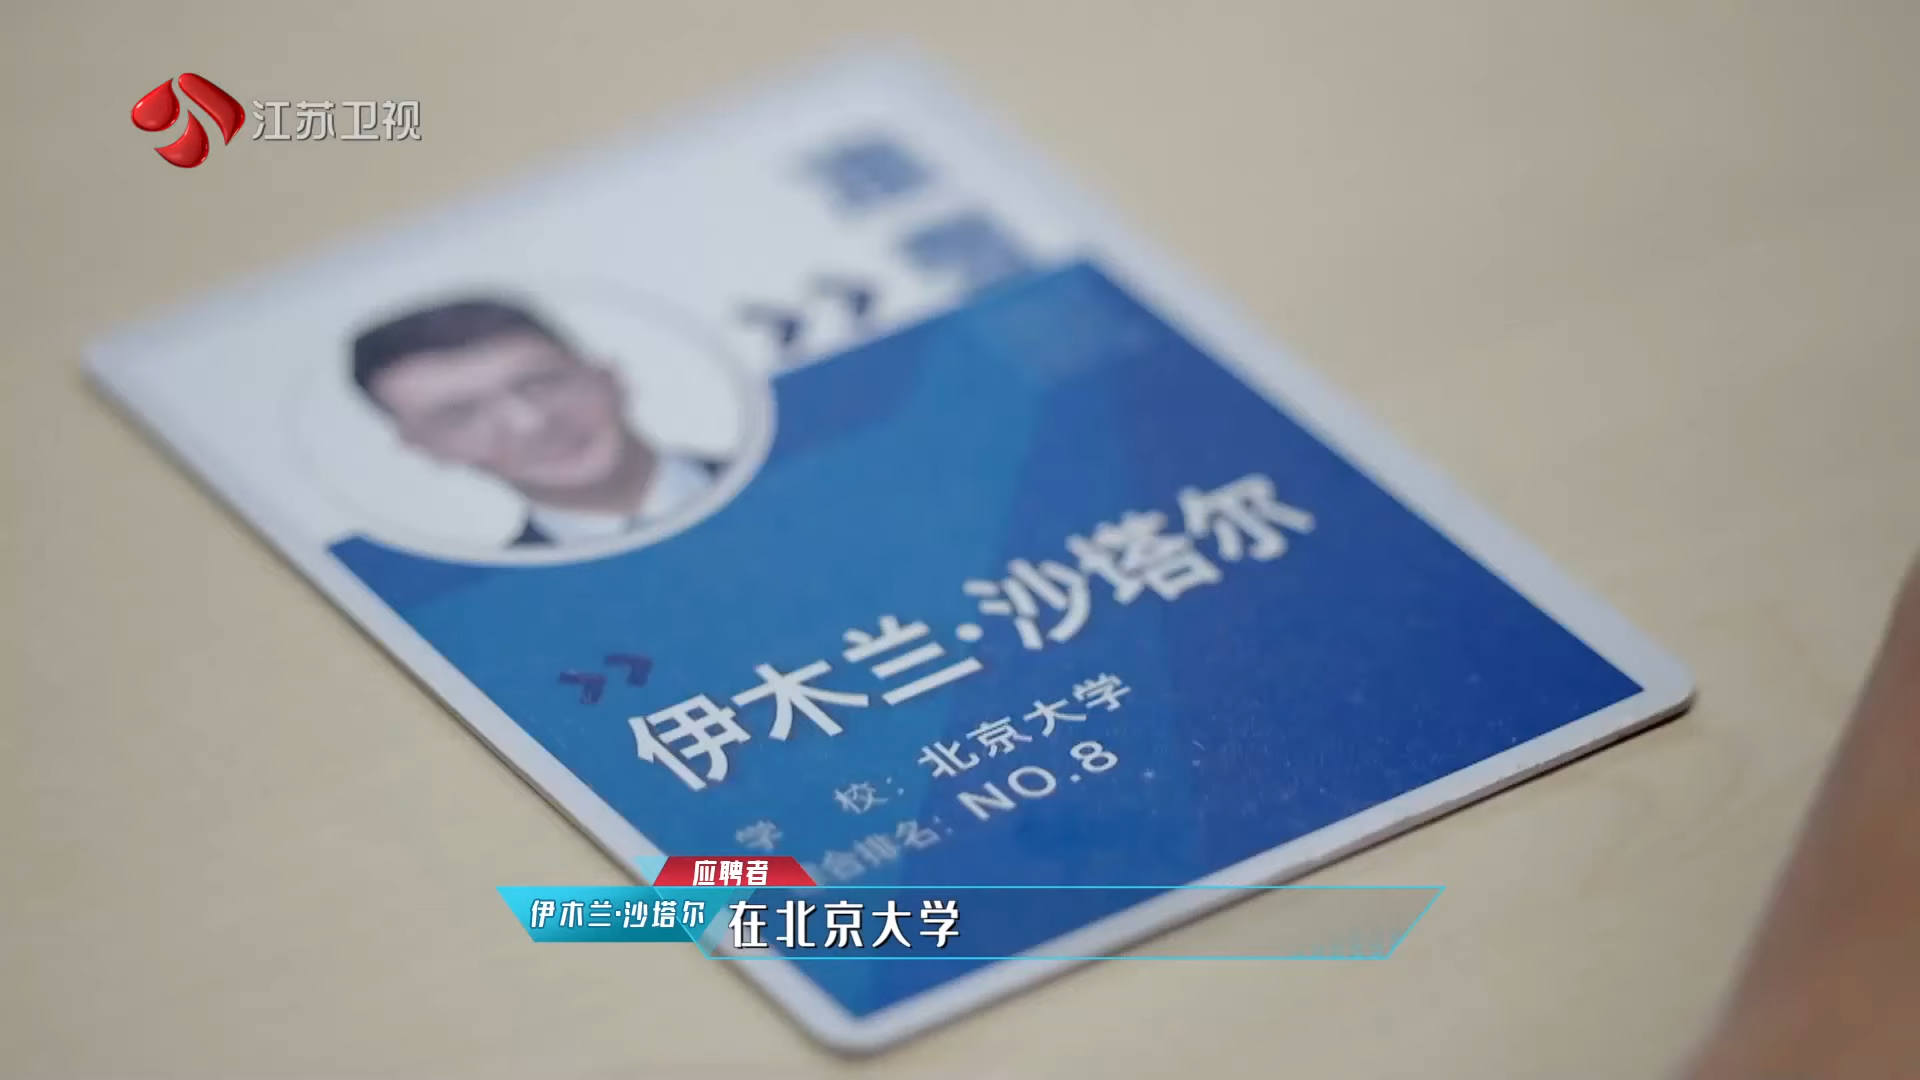 江苏卫视
伊木兰·沙塔尔
学 校：北京大学
合排名：NO.8
应聘者
伊木兰·沙塔尔
在北京大学